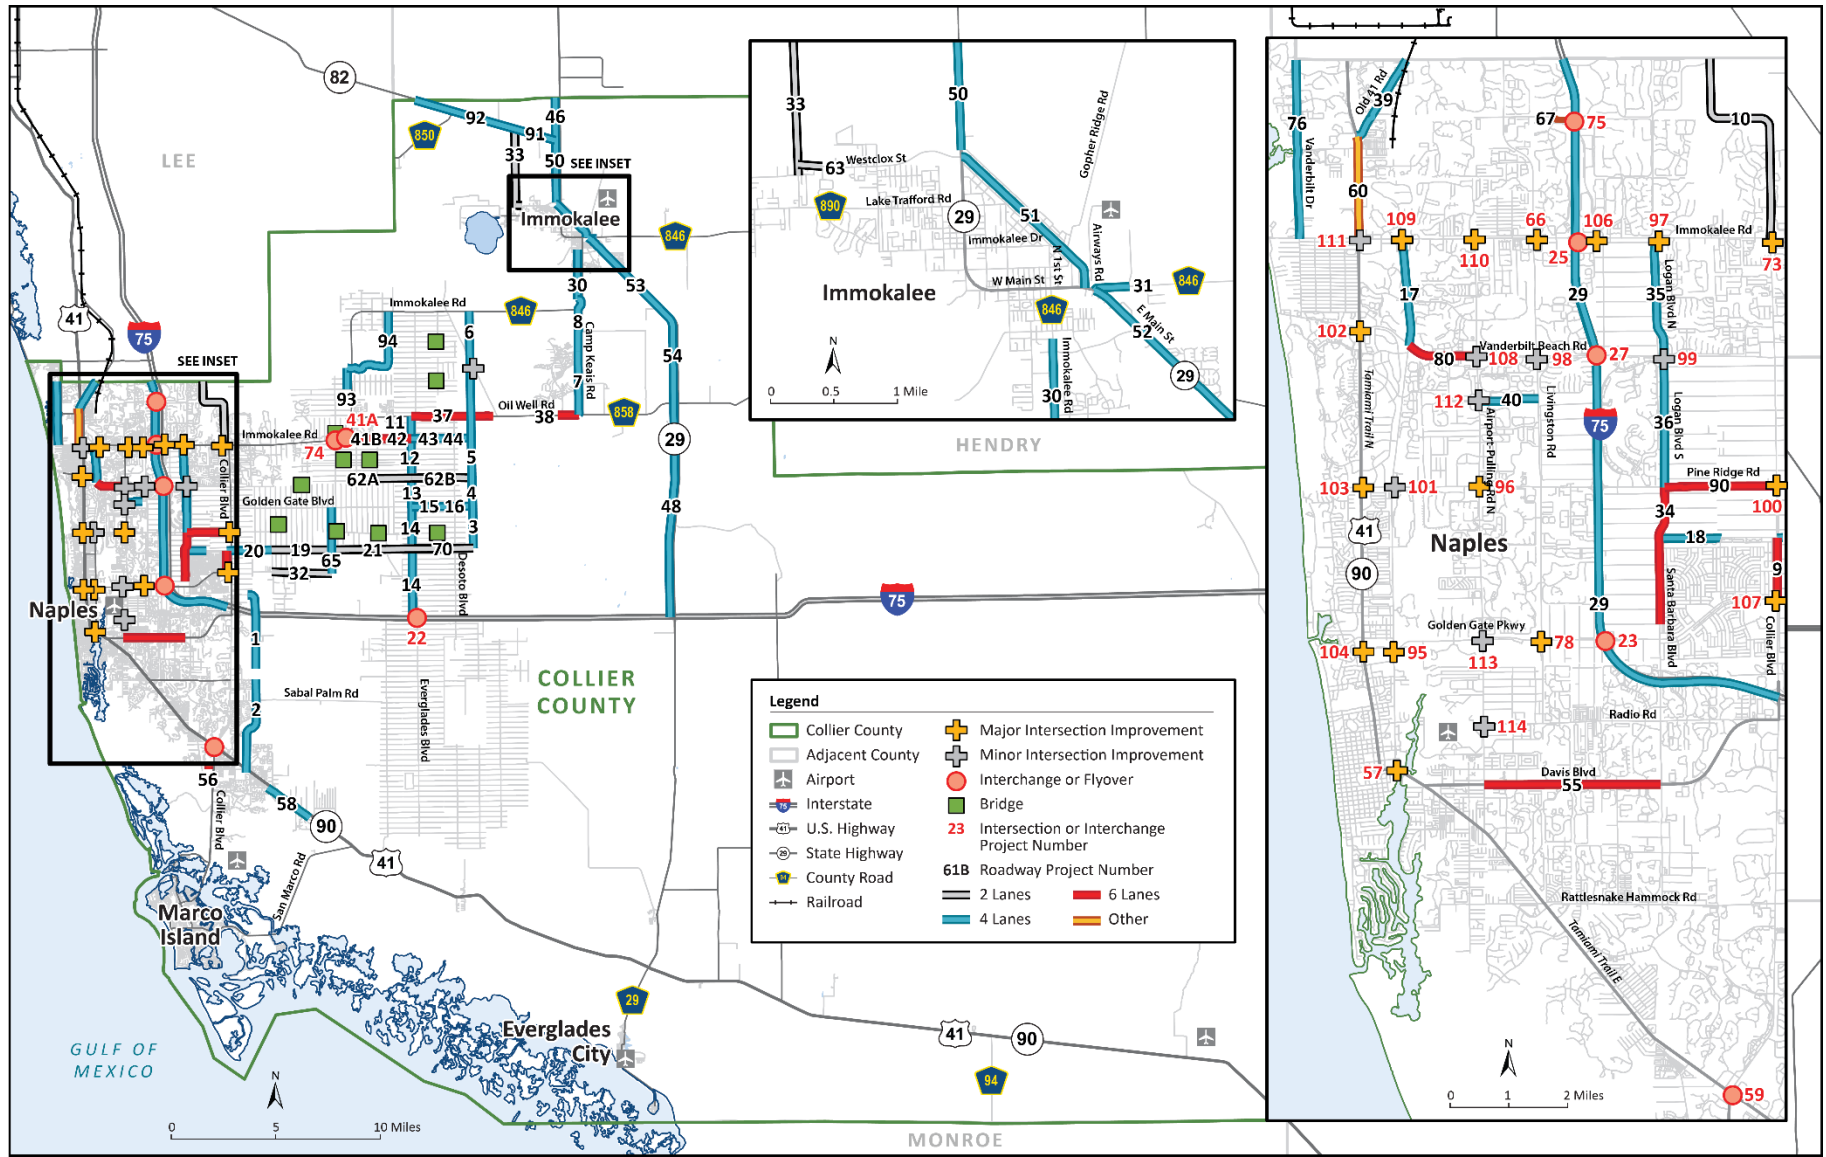 82
LEE
92
46
850
91
33
50
SEE INSET
Immokalee
846
41
75
30
53
SEE INSET
Immokalee Rd
846
8
6
94
Camp Keais Rd
54
7
93
Oil Well Rd
858
41A
11
37
38
Immokalee Rd
41B
42
43
44
74
29
12
5
Collier Blvd
62A
62B
13
4
Golden Gate Blvd
15
16
48
14
3
20
19
21
70
65
32
14
Desoto Blvd
Naples
75
22
1
Sabal Palm Rd
Everglades Blvd
COLLIER
COUNTY
2
56
58
90
Collier Blvd
41
San Marco Rd
Marco
Island
29
Everglades
City
41
90
94
GULF OF
MEXICO
N
0
5
10 Miles
MONROE
HENDRY
33
50
Gopher Ridge Rd
Westclox St
63
890
Lake Trafford Rd
29
51
Immokalee Dr
N 1st St
Airways Rd
W Main St
31
846
Immokalee
846
E Main St
52
N
29
Immokalee Rd
30
0
0.5
1 Mile
Legend
Collier County
Adjacent County
Airport
75
Interstate
41
U.S. Highway
29
State Highway
County Road
Railroad
Major Intersection Improvement
Minor Intersection Improvement
Interchange or Flyover
Bridge
23
Intersection or Interchange
Project Number
61B
Roadway Project Number
2 Lanes
6 Lanes
4 Lanes
Other
Old 41 Rd
39
76
67
75
10
Vanderbilt Dr
60
109
66
106
97
Immokalee Rd
111
110
25
73
17
29
35
Logan Blvd N
102
Vanderbilt Beach Rd
80
108
98
27
99
Tamiami Trail N
112
40
Airport-Pulling Rd N
Livingston Rd
75
36
Logan Blvd S
Pine Ridge Rd
103
101
96
90
100
41
34
Naples
18
90
9
Santa Barbara Blvd
29
107
Golden Gate Pkwy
104
95
113
78
23
Collier Blvd
114
Radio Rd
57
Davis Blvd
55
Rattlesnake Hammock Rd
Tamiami Trail E
N
0
1
2 Miles
59